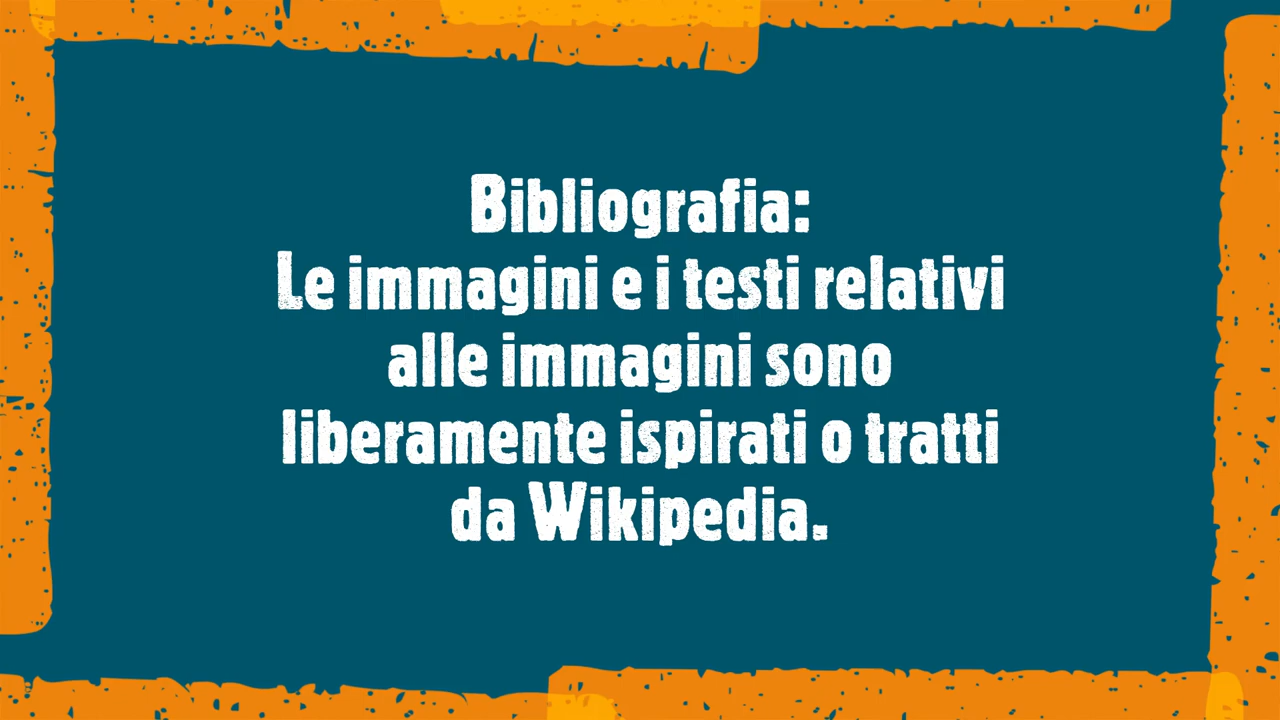 Bibliografia:
Le immagini e i testi relativi
alle immagini sono
liberamente ispirati o tratti
da Wikipedia.